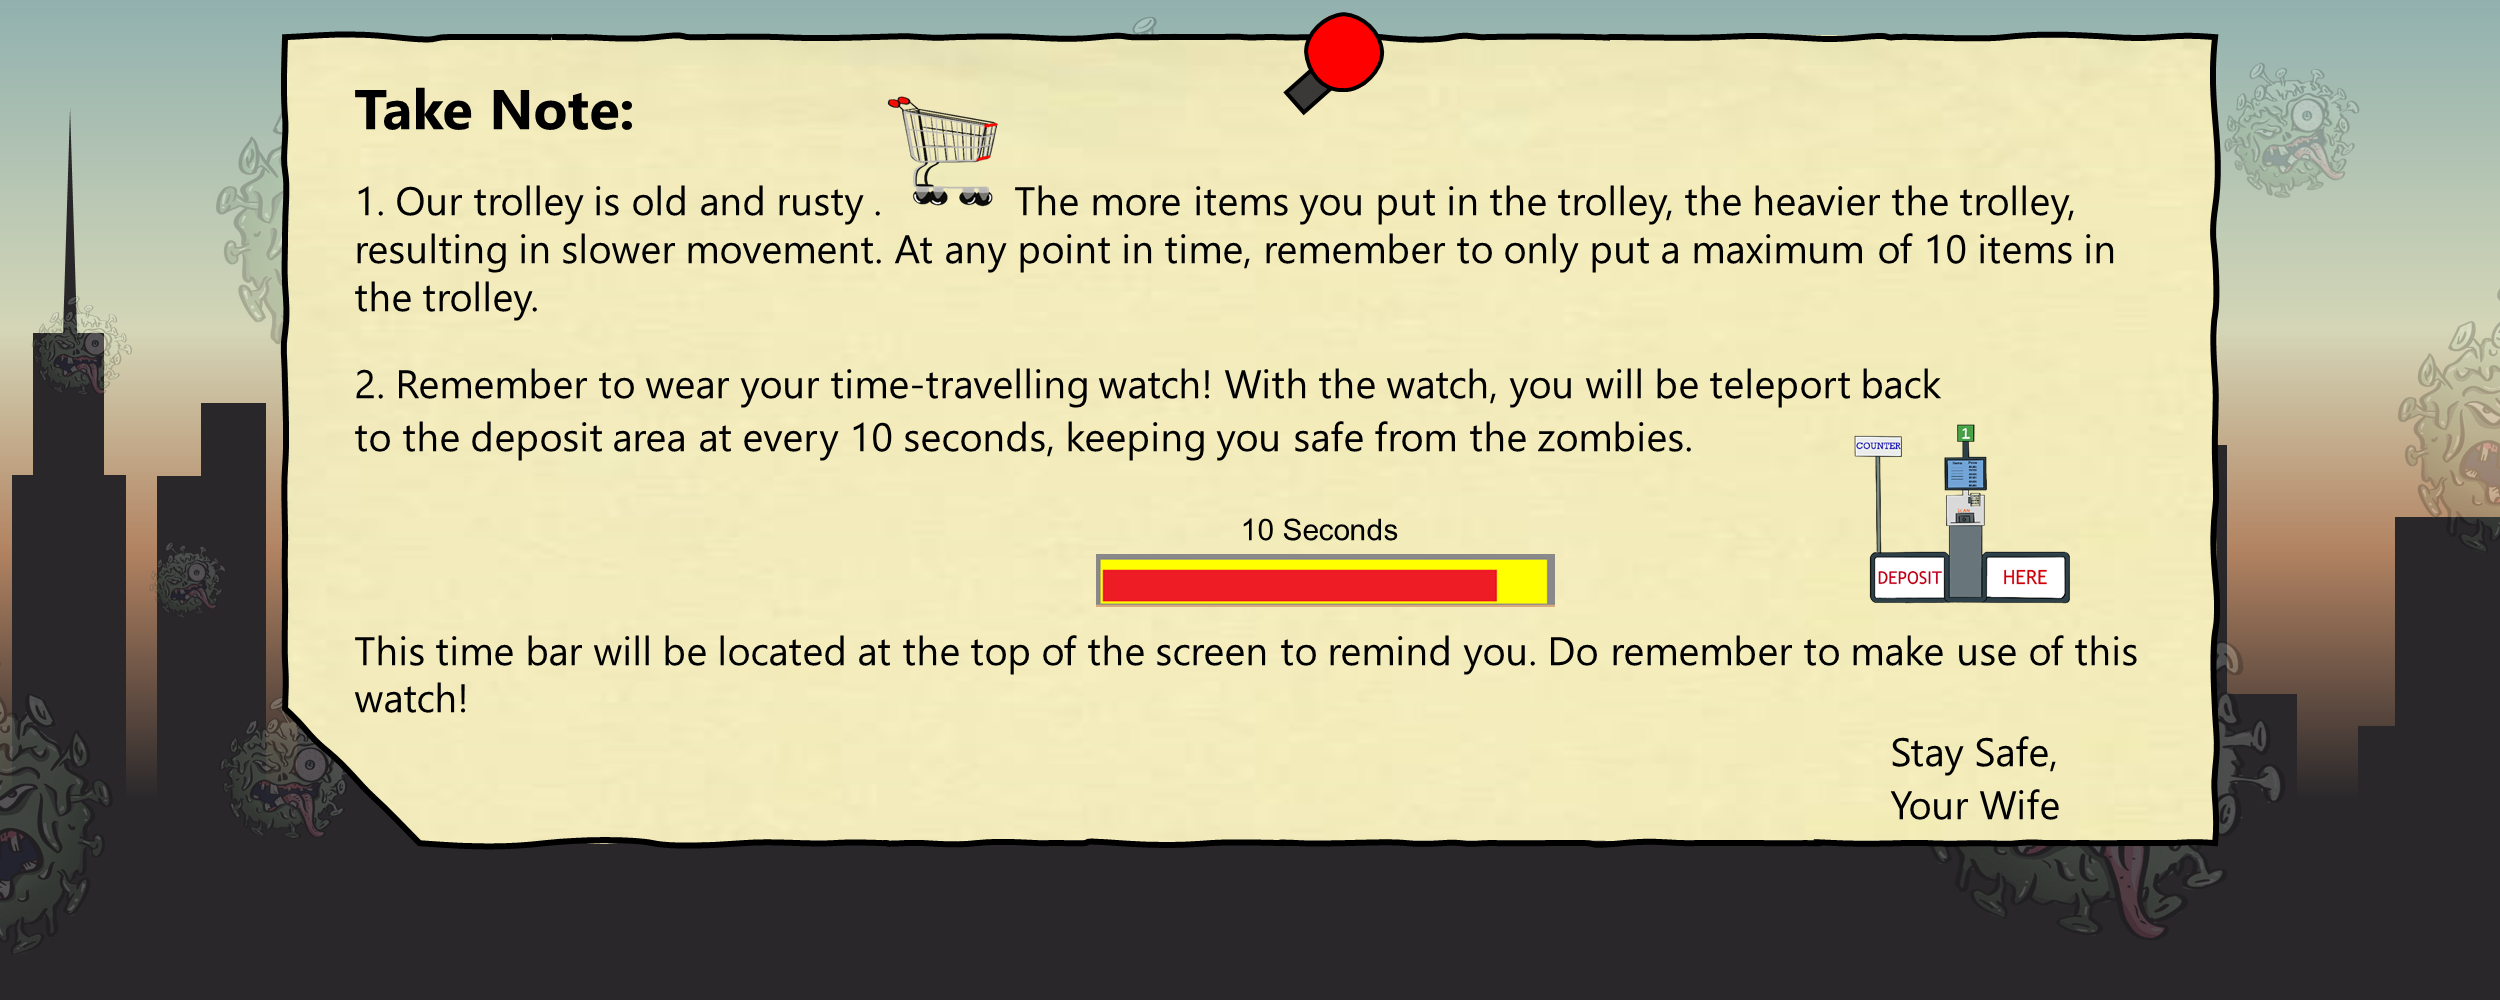 Take Note:
1. Our trolley is old and rusty . The more items you put in the trolley, the heavier the trolley,
resulting in slower movement. At any point in time, remember to only put a maximum of 10 items in
the trolley.
2. Remember to wear your time-travelling watch! With the watch, you will be teleport back
to the deposit area at every 10 seconds, keeping you safe from the zombies.
1
COUNTER
10 Seconds
DEPOSIT HERE
This time bar will be located at the top of the screen to remind you. Do remember to make use of this
watch!
Stay Safe,
Your Wife